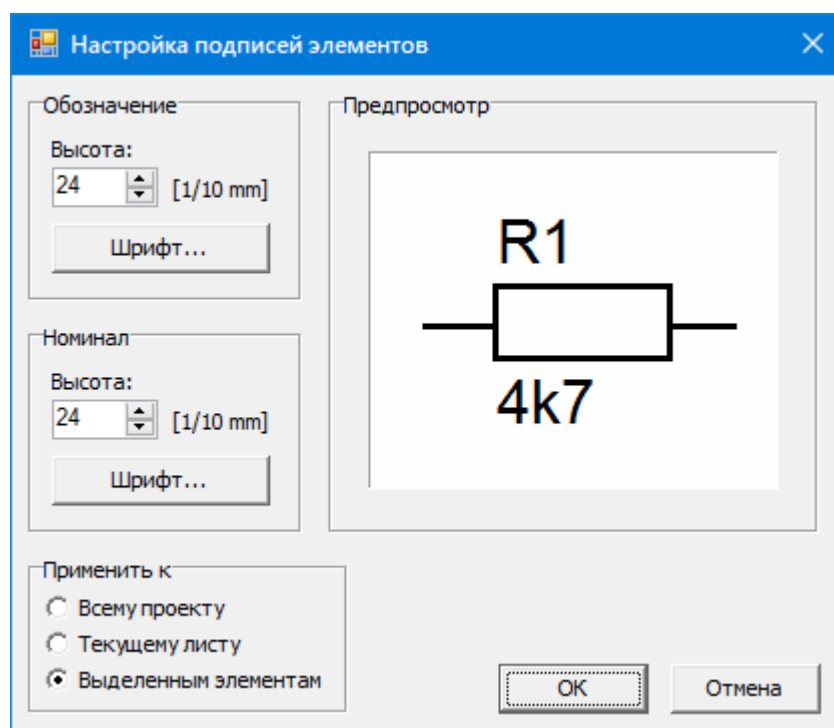 Настройка подписей элементов
Обозначение
Высота:
24 [1/10 mm]
Шрифт...
Номинал
Высота:
24 [1/10 mm]
Шрифт...
Применить к
Всему проекту
Текущему листу
Выделенным элементам
Предпросмотр
R1
4k7
OK
Отмена